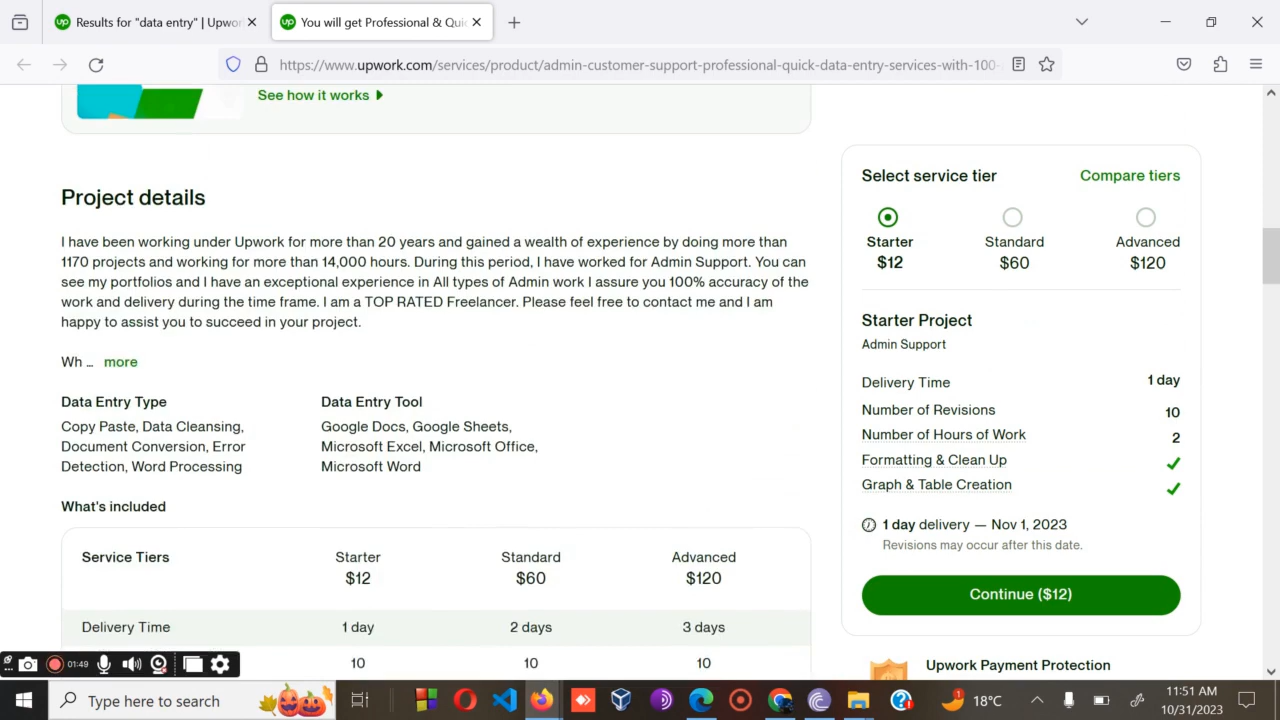 Results for "data entry" | Upwor
You will get Professional & Quic
https://www.upwork.com/services/product/admin-customer-support-professional-quick-data-entry-services-with-100-
See how it works
Project details
I have been working under Upwork for more than 20 years and gained a wealth of experience by doing more than
1170 projects and working for more than 14,000 hours. During this period, I have worked for Admin Support. You can
see my portfolios and I have an exceptional experience in All types of Admin work I assure you 100% accuracy of the
work and delivery during the time frame. I am a TOP RATED Freelancer. Please feel free to contact me and I am
happy to assist you to succeed in your project.
Wh ... more
Data Entry Type
Copy Paste, Data Cleansing,
Document Conversion, Error
Detection, Word Processing
Data Entry Tool
Google Docs, Google Sheets,
Microsoft Excel, Microsoft Office,
Microsoft Word
What's included
Service Tiers Starter Standard Advanced
$12 $60 $120
Delivery Time 1 day 2 days 3 days
10 10 10
Select service tier Compare tiers
Starter Standard Advanced
$12 $60 $120
Starter Project
Admin Support
Delivery Time 1 day
Number of Revisions 10
Number of Hours of Work 2
Formatting & Clean Up
Graph & Table Creation
1 day delivery — Nov 1, 2023
Revisions may occur after this date.
Continue ($12)
Upwork Payment Protection
01:49
Type here to search
18°C
11:51 AM
10/31/2023